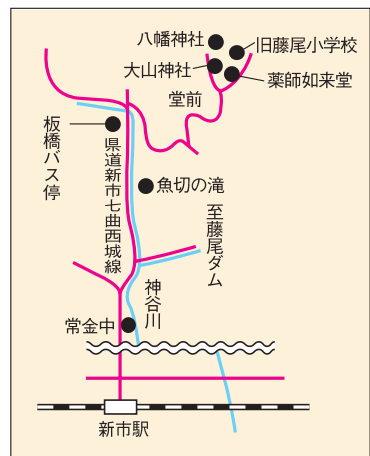 八幡神社
旧藤尾小学校
大山神社
薬師如来堂
堂前
板橋バス停
県道新市七曲西城線
魚切の滝
至藤尾ダム
神谷川
常金中
新市駅